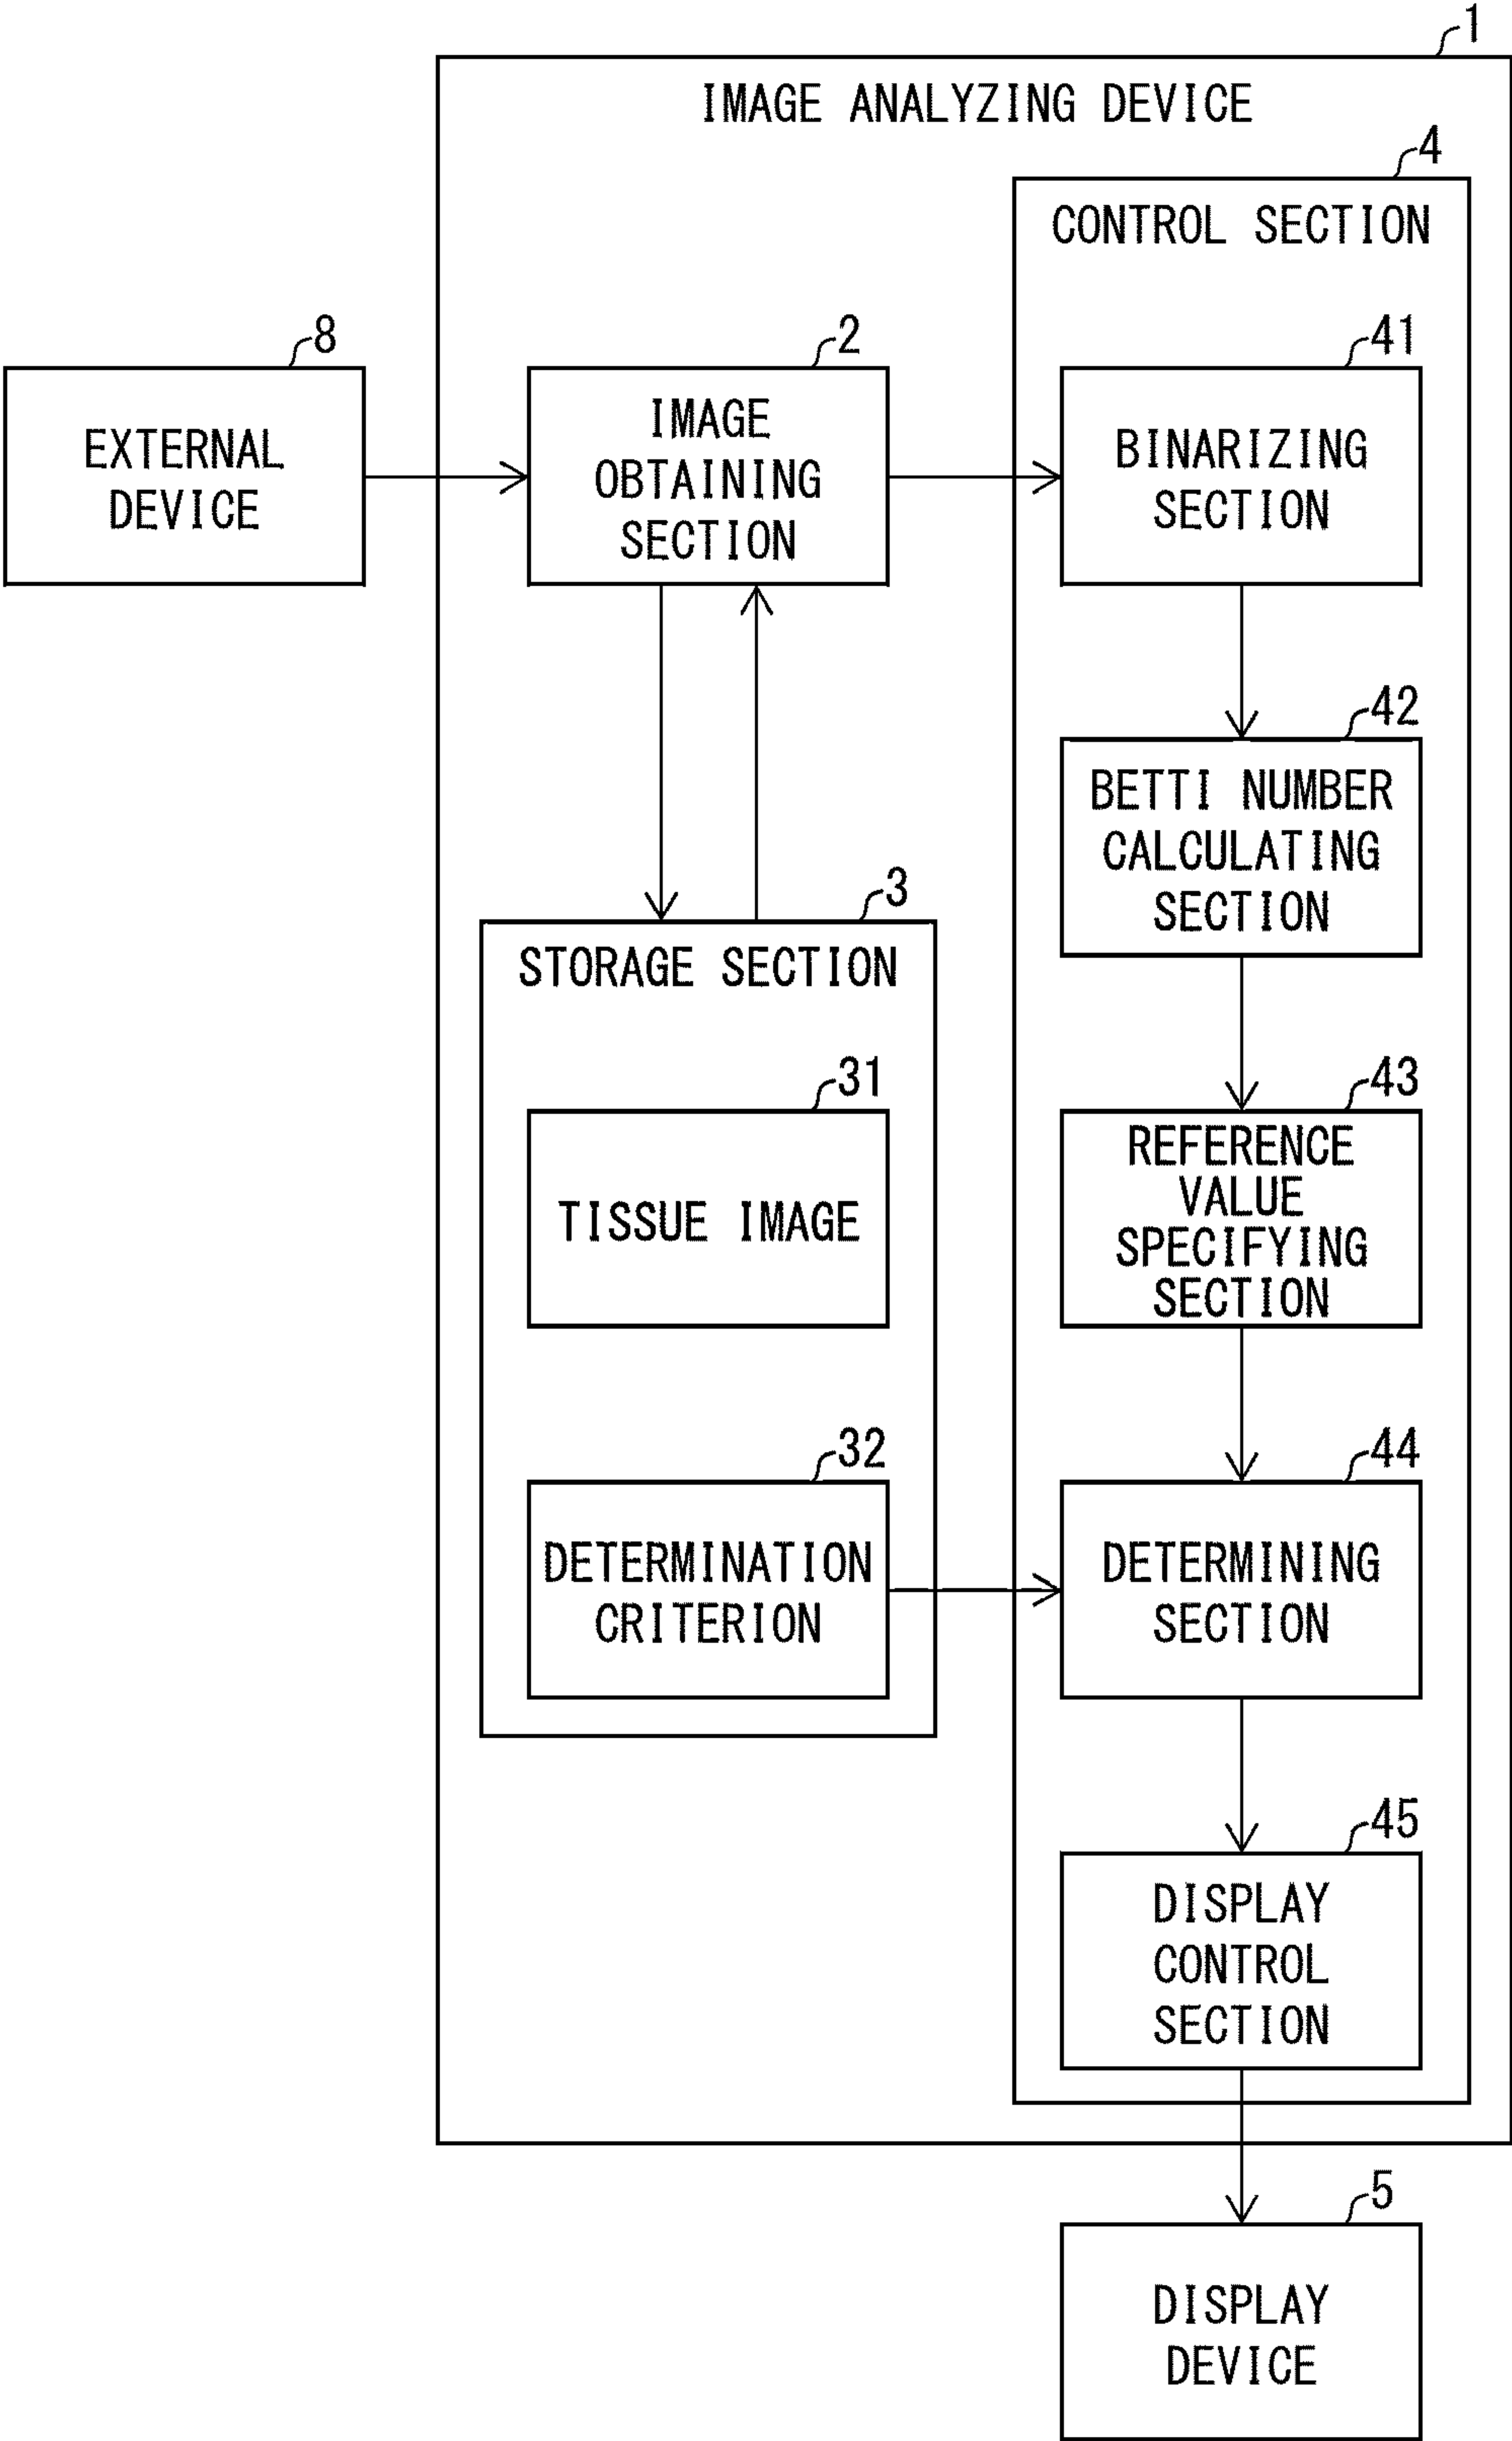 1
IMAGE ANALYZING DEVICE
4
CONTROL SECTION
8
EXTERNAL
DEVICE
2
IMAGE
OBTAINING
SECTION
41
BINARIZING
SECTION
42
BETTI NUMBER
CALCULATING
SECTION
3
STORAGE SECTION
31
TISSUE IMAGE
43
REFERENCE
VALUE
SPECIFYING
SECTION
32
DETERMINATION
CRITERION
44
DETERMINING
SECTION
45
DISPLAY
CONTROL
SECTION
5
DISPLAY
DEVICE